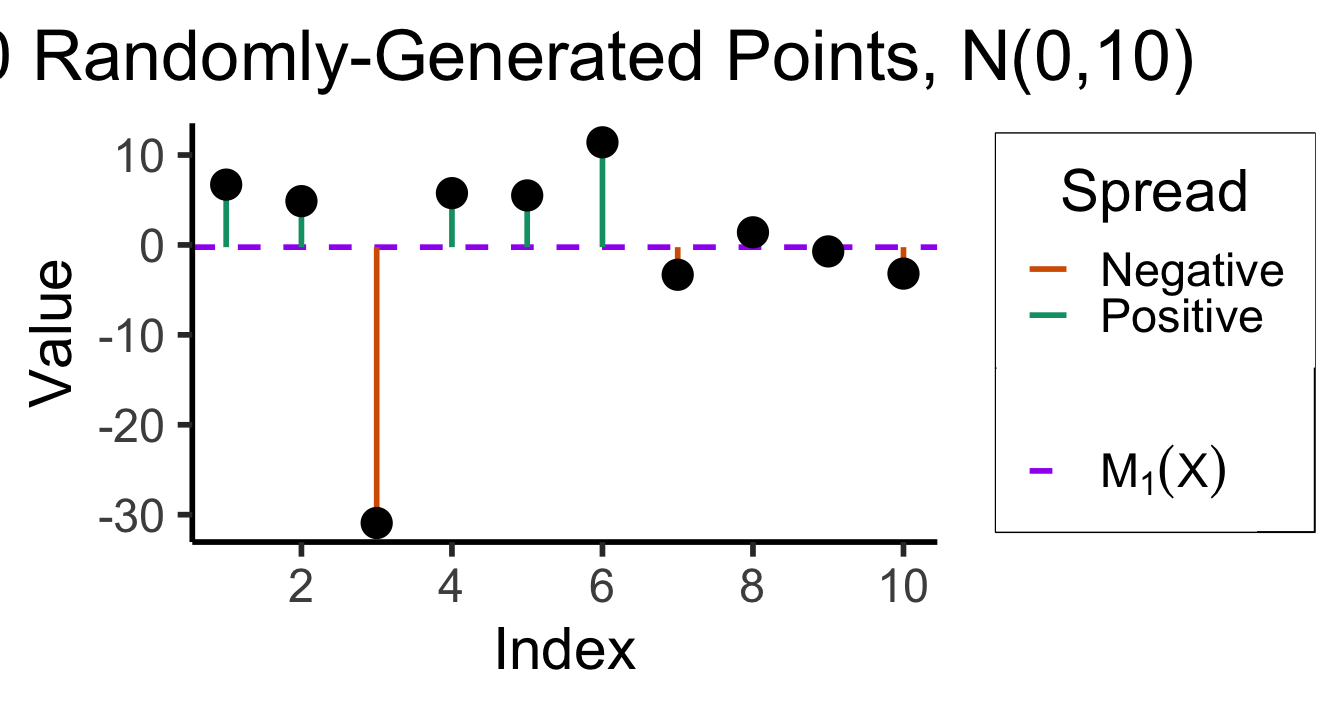 0 Randomly-Generated Points, N(0,10)
10
0
-10
-20
-30
Value
2 4 6 8 10
Index
Spread
Negative
Positive
M₁(X)